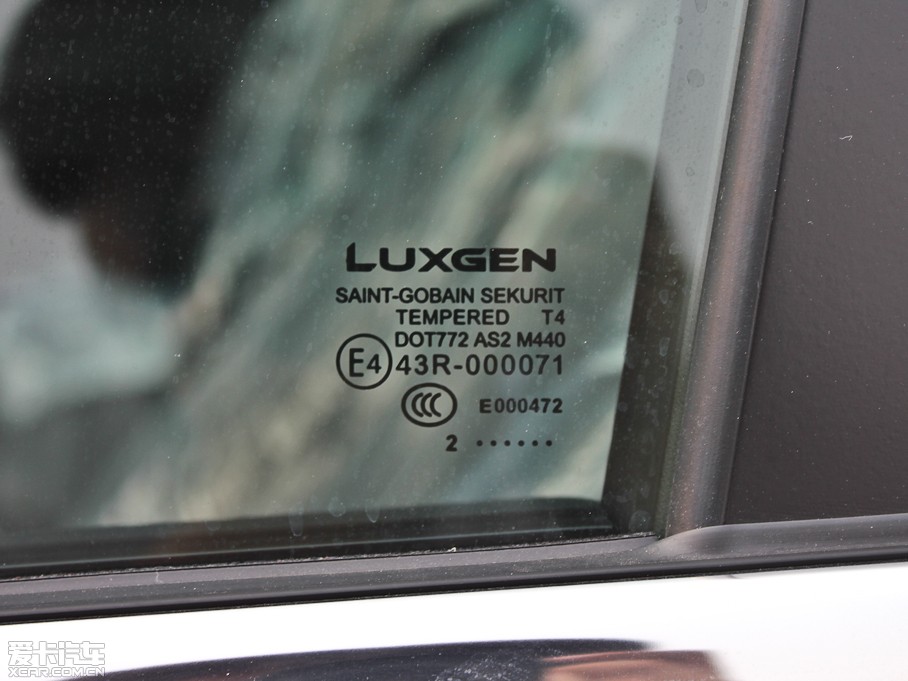 LUXGEN
SAINT-GOBAIN SEKURIT
TEMPERED T4
DOT772 AS2 M440
E4 43R-000071
CCC E000472
2 ......
爱卡汽车
XCAR.COM.CN